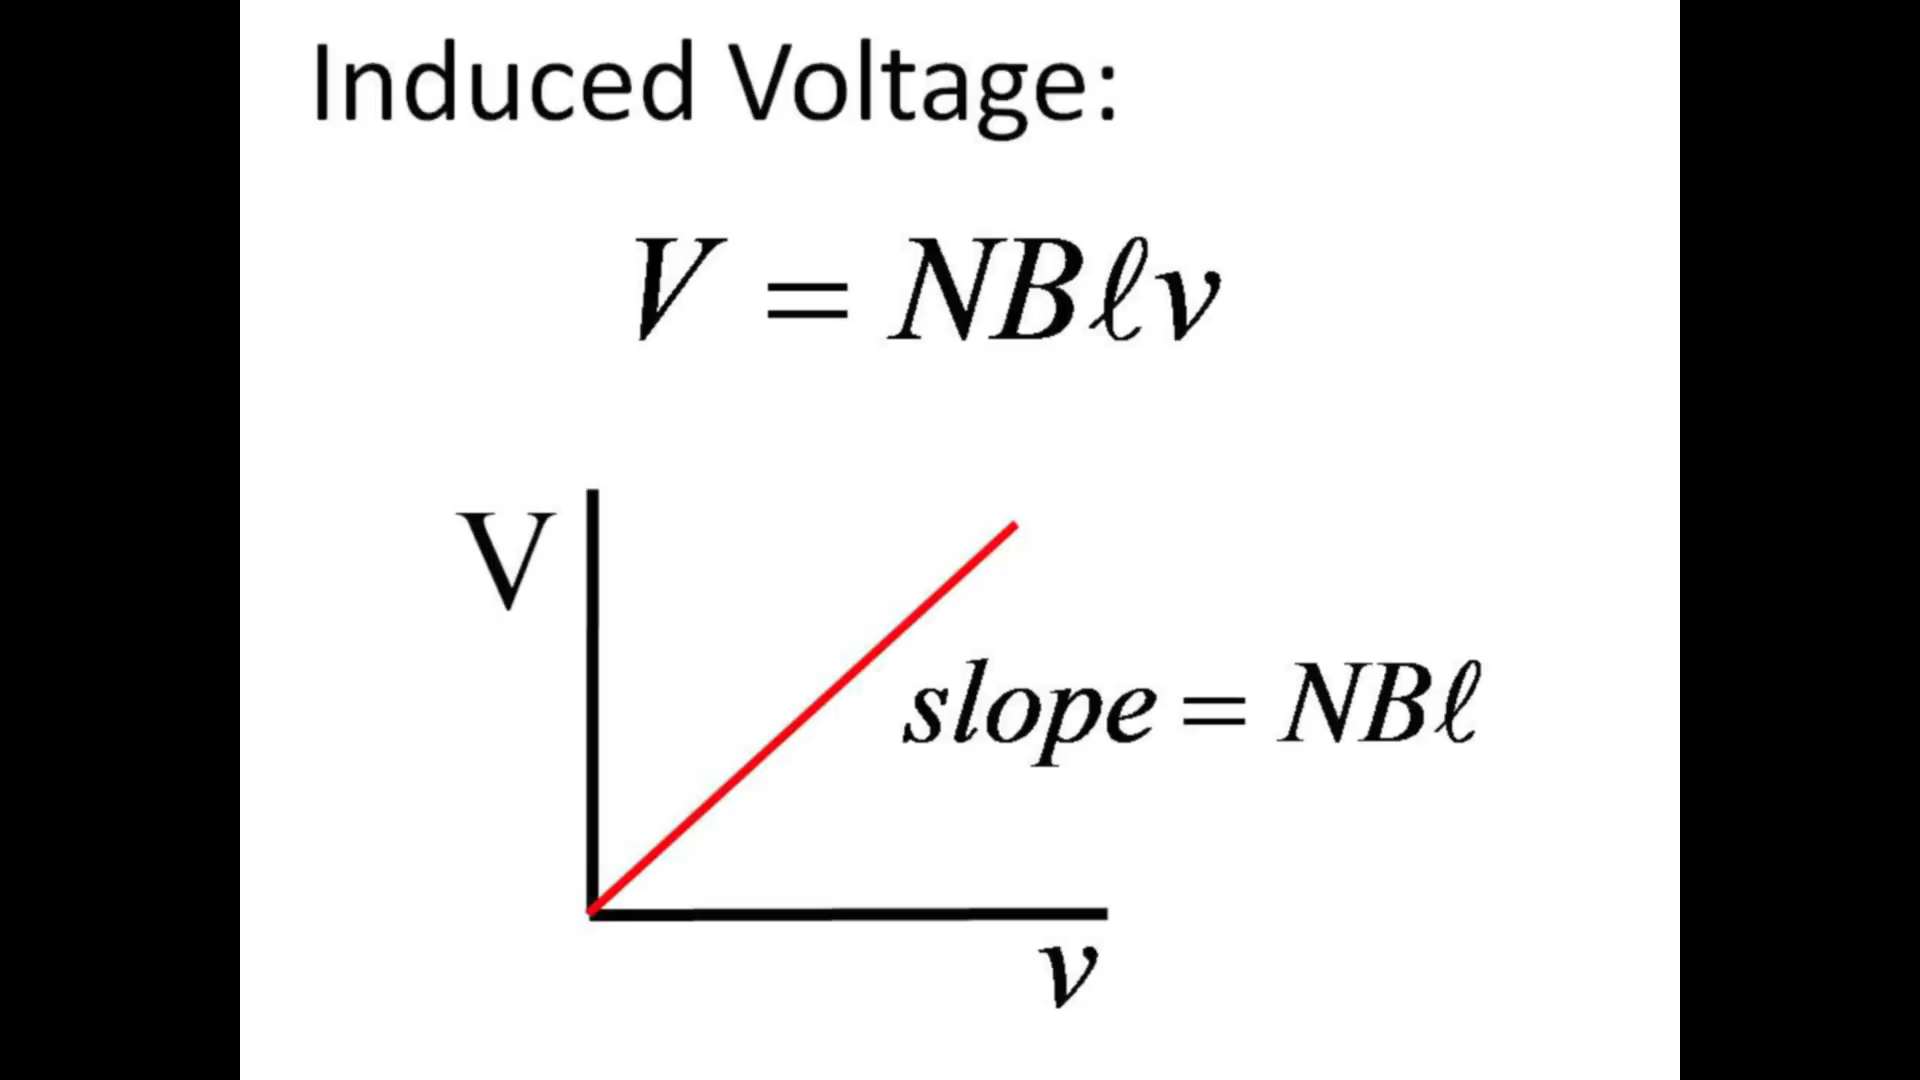 Induced Voltage:
V = NBℓv
V
slope = NBℓ
v